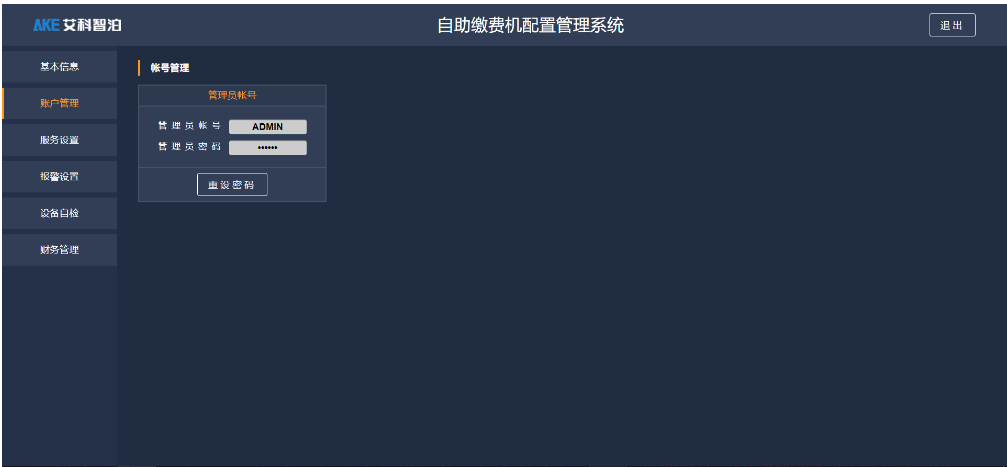 AKE 艾科智泊
自助缴费机配置管理系统
退出
基本信息
账户管理
服务设置
报警设置
设备自检
财务管理
帐号管理
管理员帐号
管理员帐号 ADMIN
管理员密码 ••••••
重设密码